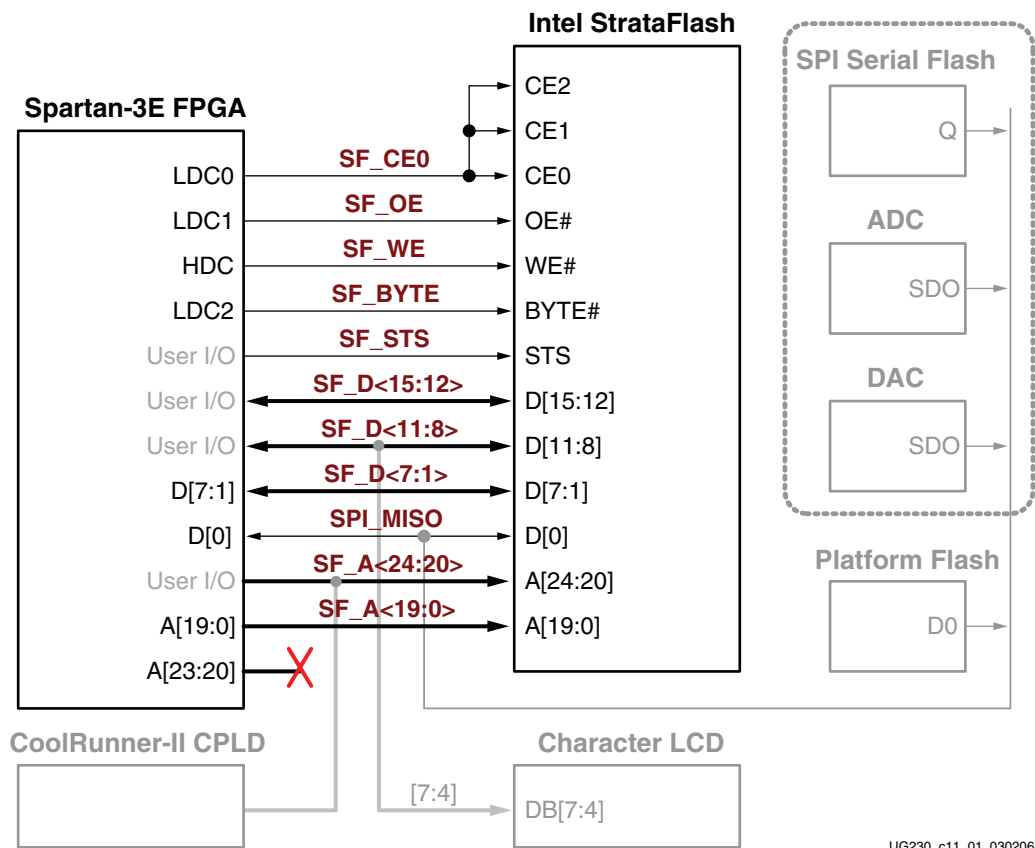 Intel StrataFlash
SPI Serial Flash
Spartan-3E FPGA
CE2
CE1
Q
LDC0
SF_CE0
CE0
LDC1
SF_OE
OE#
ADC
HDC
SF_WE
WE#
SDO
LDC2
SF_BYTE
BYTE#
User I/O
SF_STS
STS
DAC
User I/O
SF_D<15:12>
D[15:12]
User I/O
SF_D<11:8>
D[11:8]
SDO
D[7:1]
SF_D<7:1>
D[7:1]
D[0]
SPI_MISO
D[0]
Platform Flash
User I/O
SF_A<24:20>
A[24:20]
A[19:0]
SF_A<19:0>
A[19:0]
D0
A[23:20]
X
CoolRunner-II CPLD
Character LCD
[7:4]
DB[7:4]
UG230_c11_01_030206